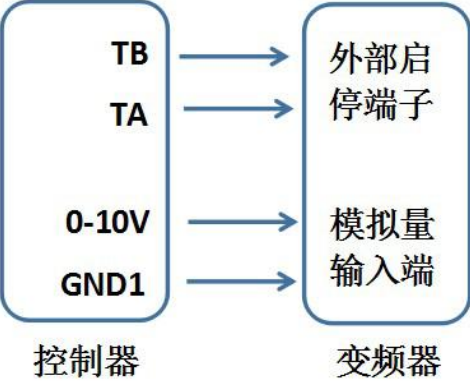 TB
TA
0-10V
GND1
外部启
停端子
模拟量
输入端
控制器
变频器